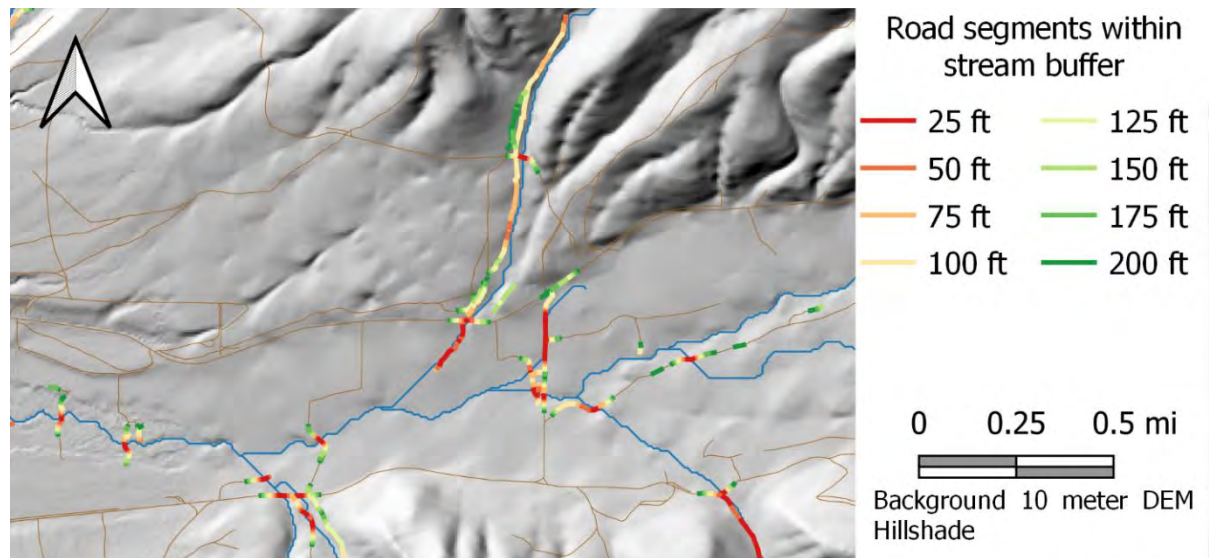 Road segments within
stream buffer
25 ft
50 ft
75 ft
100 ft
125 ft
150 ft
175 ft
200 ft
0 0.25 0.5 mi
Background 10 meter DEM
Hillshade